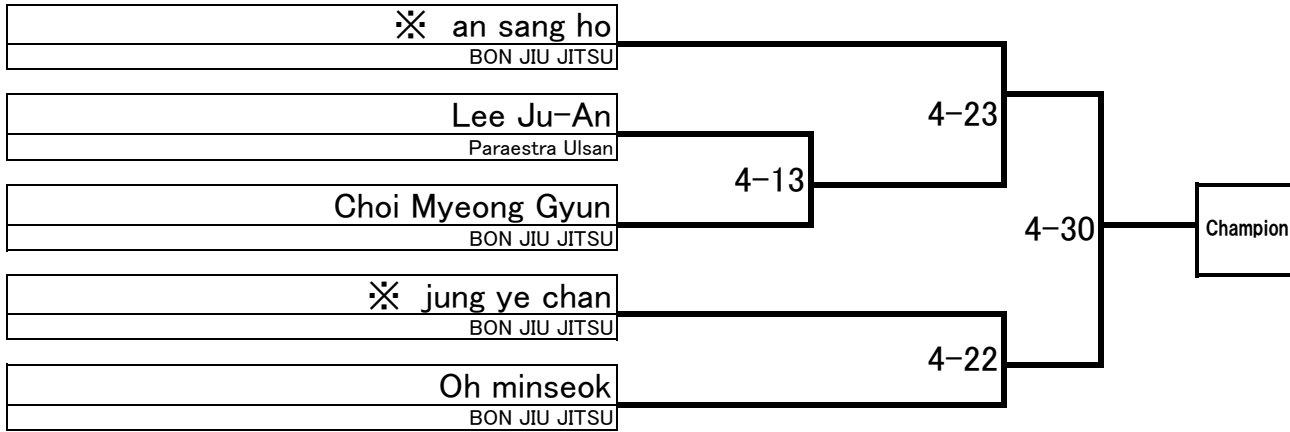 ※ an sang ho
BON JIU JITSU
Lee Ju-An
Paraestra Ulsan
4-23
4-13
Choi Myeong Gyun
BON JIU JITSU
4-30
Champion
※ jung ye chan
BON JIU JITSU
4-22
Oh minseok
BON JIU JITSU